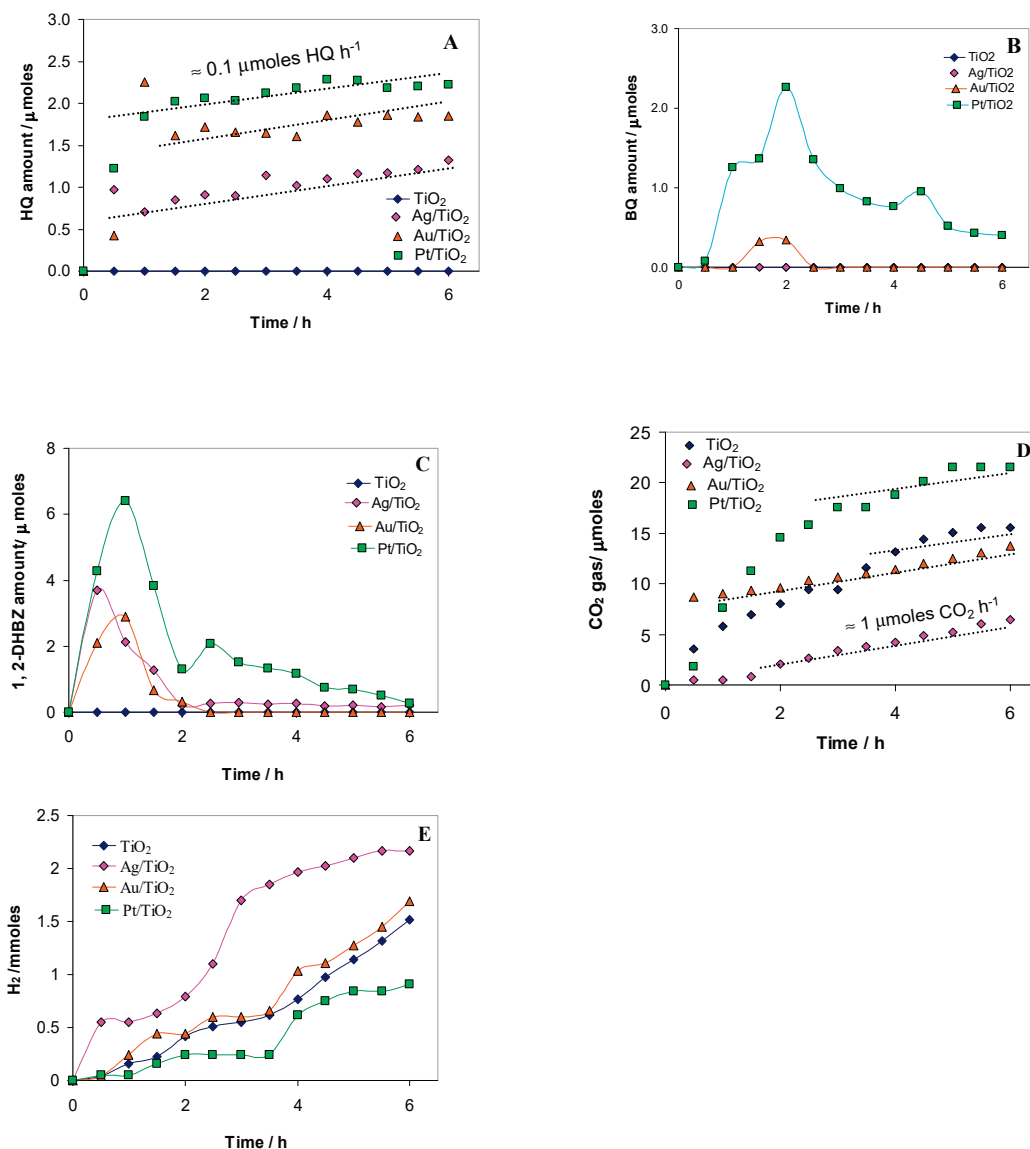 A
HQ amount / μmoles
3.0
2.5
2.0
1.5
1.0
0.5
0.0
≈ 0.1 μmoles HQ h-1
TiO2
Ag/TiO2
Au/TiO2
Pt/TiO2
0 2 4 6
Time / h
B
BQ amount / μmoles
3.0
2.0
1.0
0.0
TiO2
Ag/TiO2
Au/TiO2
Pt/TiO2
0 2 4 6
Time / h
C
1, 2-DHBZ amount/ μ moles
8
6
4
2
0
TiO2
Ag/TiO2
Au/TiO2
Pt/TiO2
0 2 4 6
Time / h
D
CO2 gas/ μmoles
25
20
15
10
5
0
TiO2
Ag/TiO2
Au/TiO2
Pt/TiO2
≈ 1 μmoles CO2 h-1
0 2 4 6
Time / h
E
H2 /mmoles
2.5
2
1.5
1
0.5
0
TiO2
Ag/TiO2
Au/TiO2
Pt/TiO2
0 2 4 6
Time / h